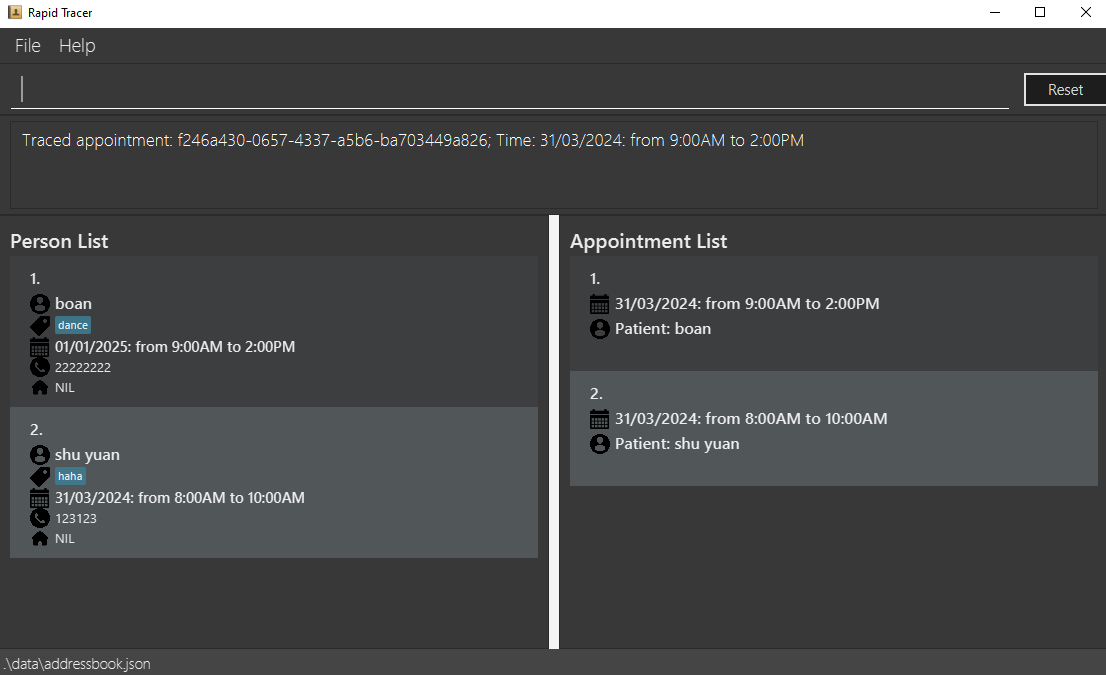 Rapid Tracer
File Help
Reset
Traced appointment: f246a430-0657-4337-a5b6-ba703449a826; Time: 31/03/2024: from 9:00AM to 2:00PM
Person List
1.
boan
dance
01/01/2025: from 9:00AM to 2:00PM
22222222
NIL
2.
shu yuan
haha
31/03/2024: from 8:00AM to 10:00AM
123123
NIL
Appointment List
1.
31/03/2024: from 9:00AM to 2:00PM
Patient: boan
2.
31/03/2024: from 8:00AM to 10:00AM
Patient: shu yuan
.\data\addressbook.json